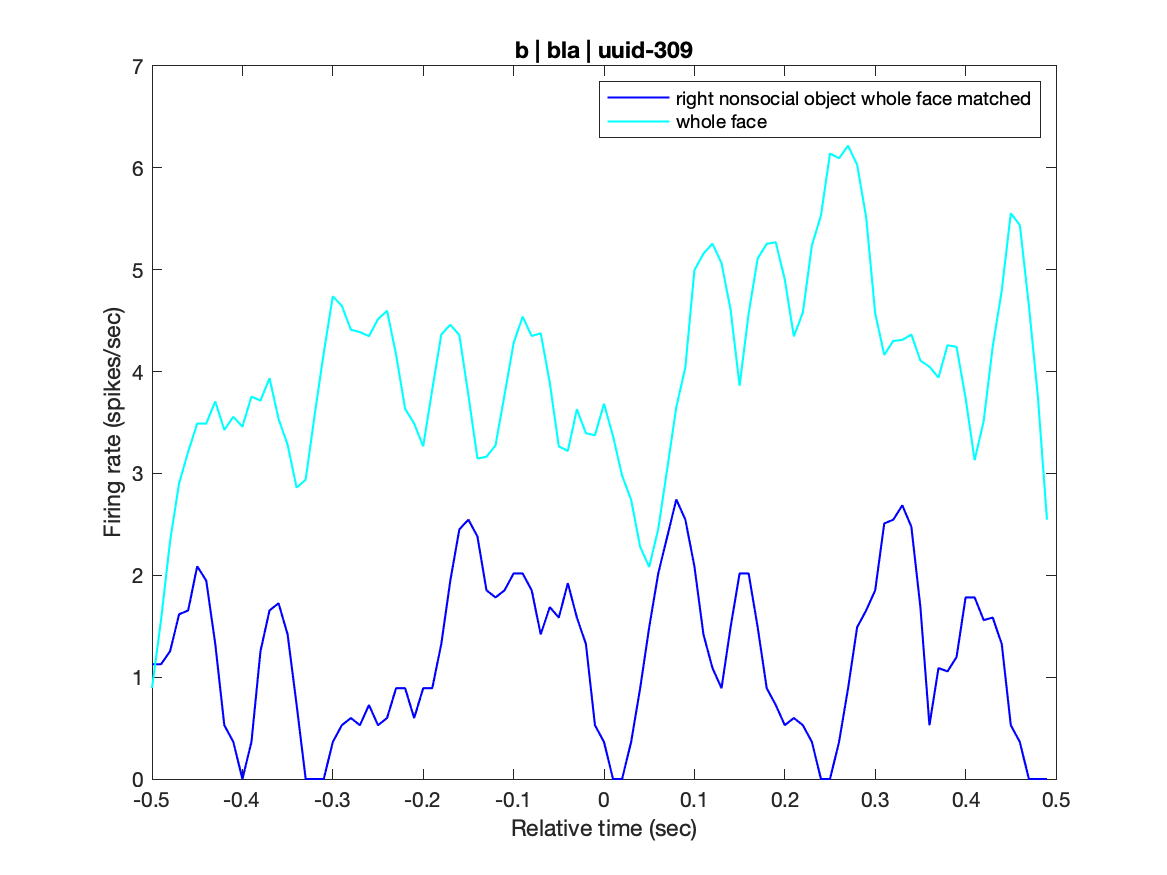 b | bla | uuid-309
right nonsocial object whole face matched
whole face
Firing rate (spikes/sec)
7
6
5
4
3
2
1
0
-0.5 -0.4 -0.3 -0.2 -0.1 0 0.1 0.2 0.3 0.4 0.5
Relative time (sec)